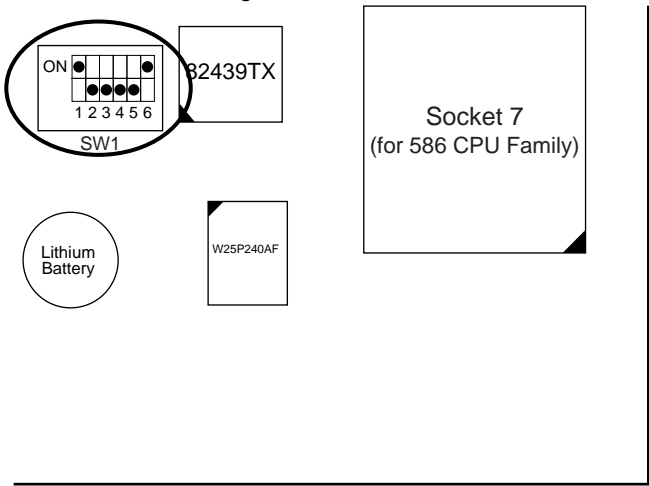 ON
1 2 3 4 5 6
SW1
82439TX
Socket 7
(for 586 CPU Family)
Lithium
Battery
W25P240AF